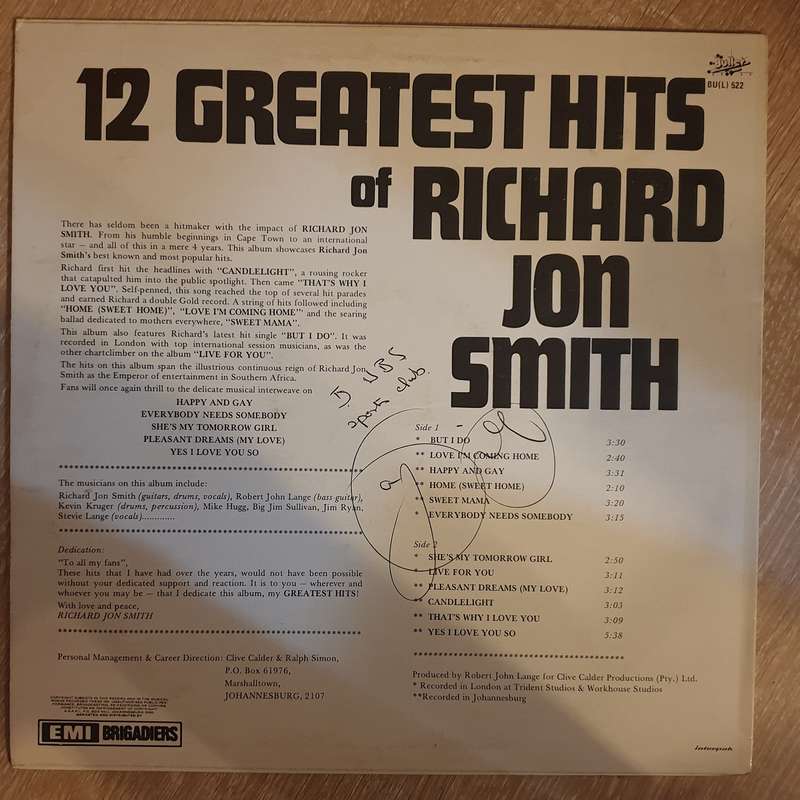 Bullet
BU(L) 522
12 GREATEST HITS
of RICHARD
JON
SMITH
There has seldom been a hitmaker with the impact of RICHARD JON
SMITH. From his humble beginnings in Cape Town to an international
star — and all of this in a mere 4 years. This album showcases Richard Jon
Smith's best known and most popular hits.
Richard first hit the headlines with "CANDLELIGHT", a rousing rocker
that catapulted him into the public spotlight. Then came "THAT'S WHY I
LOVE YOU". Self-penned, this song reached the top of several hit parades
and earned Richard a double Gold record. A string of hits followed including
"HOME (SWEET HOME)", "LOVE I'M COMING HOME" and the searing
ballad dedicated to mothers everywhere, "SWEET MAMA".
This album also features Richard's latest hit single "BUT I DO". It was
recorded in London with top international session musicians, as was the
other chartclimber on the album "LIVE FOR YOU".
The hits on this album span the illustrious continuous reign of Richard Jon
Smith as the Emperor of entertainment in Southern Africa.
Fans will once again thrill to the delicate musical interweave on
HAPPY AND GAY
EVERYBODY NEEDS SOMEBODY
SHE'S MY TOMORROW GIRL
PLEASANT DREAMS (MY LOVE)
YES I LOVE YOU SO
The musicians on this album include:
Richard Jon Smith (guitars, drums, vocals), Robert John Lange (bass guitar),
Kevin Kruger (drums, percussion), Mike Hugg, Big Jim Sullivan, Jim Ryan,
Stevie Lange (vocals).............
Dedication:
"To all my fans",
These hits that I have had over the years, would not have been possible
without your dedicated support and reaction. It is to you — wherever and
whoever you may be — that I dedicate this album, my GREATEST HITS!
With love and peace,
RICHARD JON SMITH
Personal Management & Career Direction: Clive Calder & Ralph Simon,
P.O. Box 61976,
Marshalltown,
JOHANNESBURG, 2107
EMI BRIGADIERS
sports club.
Side 1
* BUT I DO 3:30
** LOVE I'M COMING HOME 2:40
** HAPPY AND GAY 3:31
** HOME (SWEET HOME) 2:10
** SWEET MAMA 3:20
* EVERYBODY NEEDS SOMEBODY 3:15
Side 2
* SHE'S MY TOMORROW GIRL 2:50
* LIVE FOR YOU 3:11
** PLEASANT DREAMS (MY LOVE) 3:12
** CANDLELIGHT 3:03
** THAT'S WHY I LOVE YOU 3:09
** YES I LOVE YOU SO 5:38
Produced by Robert John Lange for Clive Calder Productions (Pty.) Ltd.
* Recorded in London at Trident Studios & Workhouse Studios
**Recorded in Johannesburg
interpak